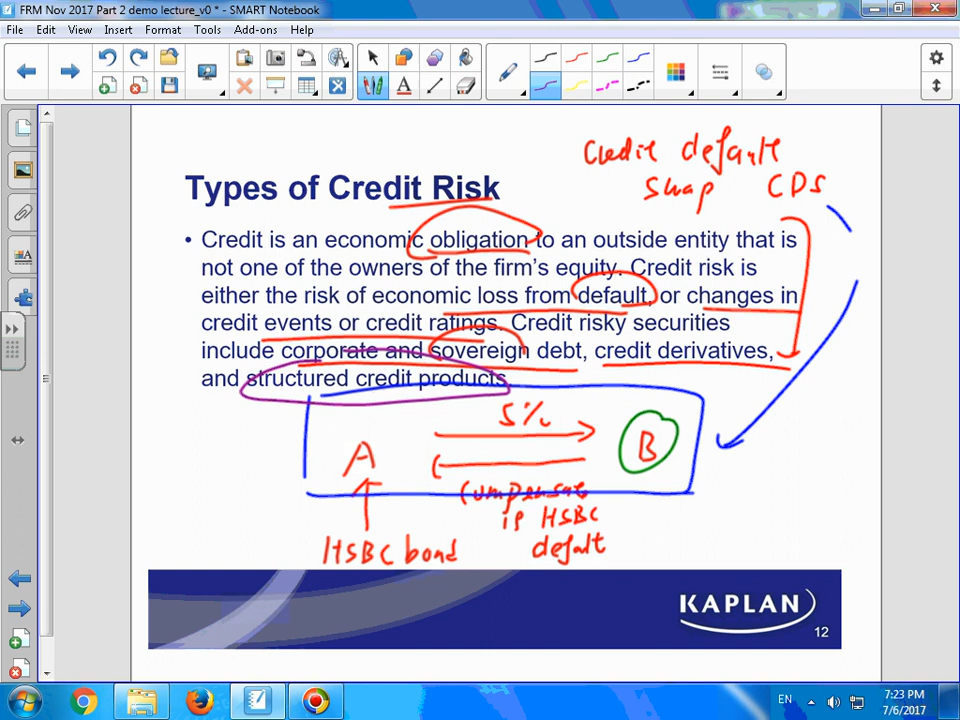 FRM Nov 2017 Part 2 demo lecture_v0 * - SMART Notebook
File Edit View Insert Format Tools Add-ons Help
Credit default
swap CDS
Types of Credit Risk
• Credit is an economic obligation to an outside entity that is
not one of the owners of the firm's equity. Credit risk is
either the risk of economic loss from default, or changes in
credit events or credit ratings. Credit risky securities
include corporate and sovereign debt, credit derivatives,
and structured credit products.
5%
A B
compensate
if HSBC
HSBC bond defalt
KAPLAN
12
EN
7:23 PM
7/6/2017